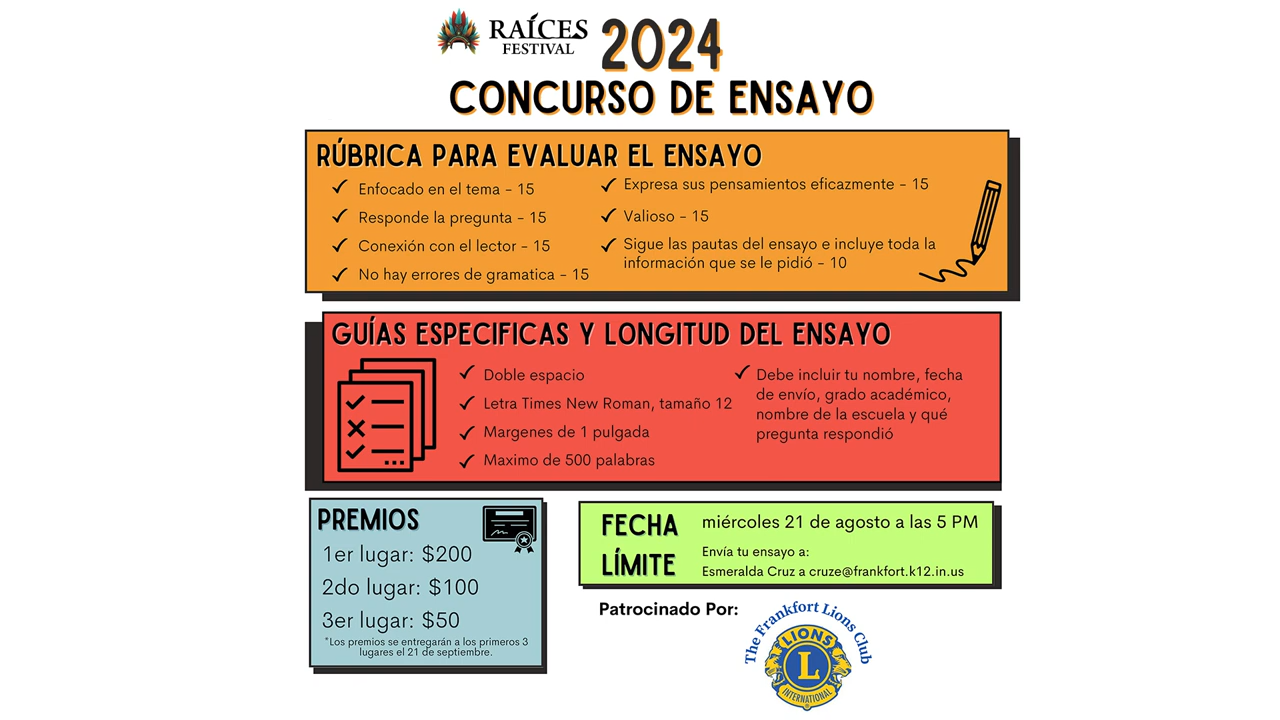 RAÍCES
FESTIVAL
2024
CONCURSO DE ENSAYO
RÚBRICA PARA EVALUAR EL ENSAYO
Enfocado en el tema - 15
Responde la pregunta - 15
Conexión con el lector - 15
No hay errores de gramatica - 15
Expresa sus pensamientos eficazmente - 15
Valioso - 15
Sigue las pautas del ensayo e incluye toda la
información que se le pidió - 10
GUÍAS ESPECIFICAS Y LONGITUD DEL ENSAYO
Doble espacio
Letra Times New Roman, tamaño 12
Margenes de 1 pulgada
Maximo de 500 palabras
Debe incluir tu nombre, fecha
de envío, grado académico,
nombre de la escuela y qué
pregunta respondió
PREMIOS
1er lugar: $200
2do lugar: $100
3er lugar: $50
*Los premios se entregarán a los primeros 3
lugares el 21 de septiembre.
FECHA
LÍMITE
miércoles 21 de agosto a las 5 PM
Envía tu ensayo a:
Esmeralda Cruz a cruze@frankfort.k12.in.us
Patrocinado Por:
The Frankfort Lions Club
LIONS
L
INTERNATIONAL